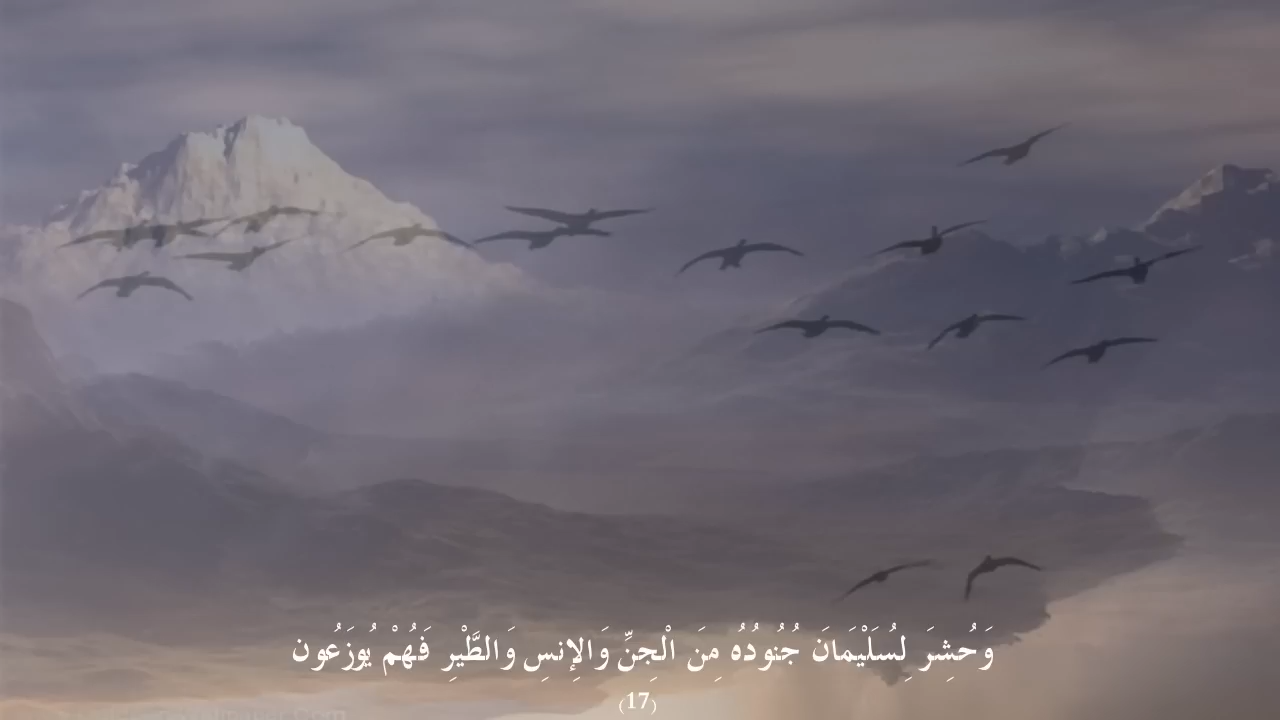 وَحُشِرَ لِسُلَيْمَانَ جُنُودُهُ مِنَ الْجِنِّ وَالإِنسِ وَالطَّيْرِ فَهُمْ يُوزَعُون
(17)